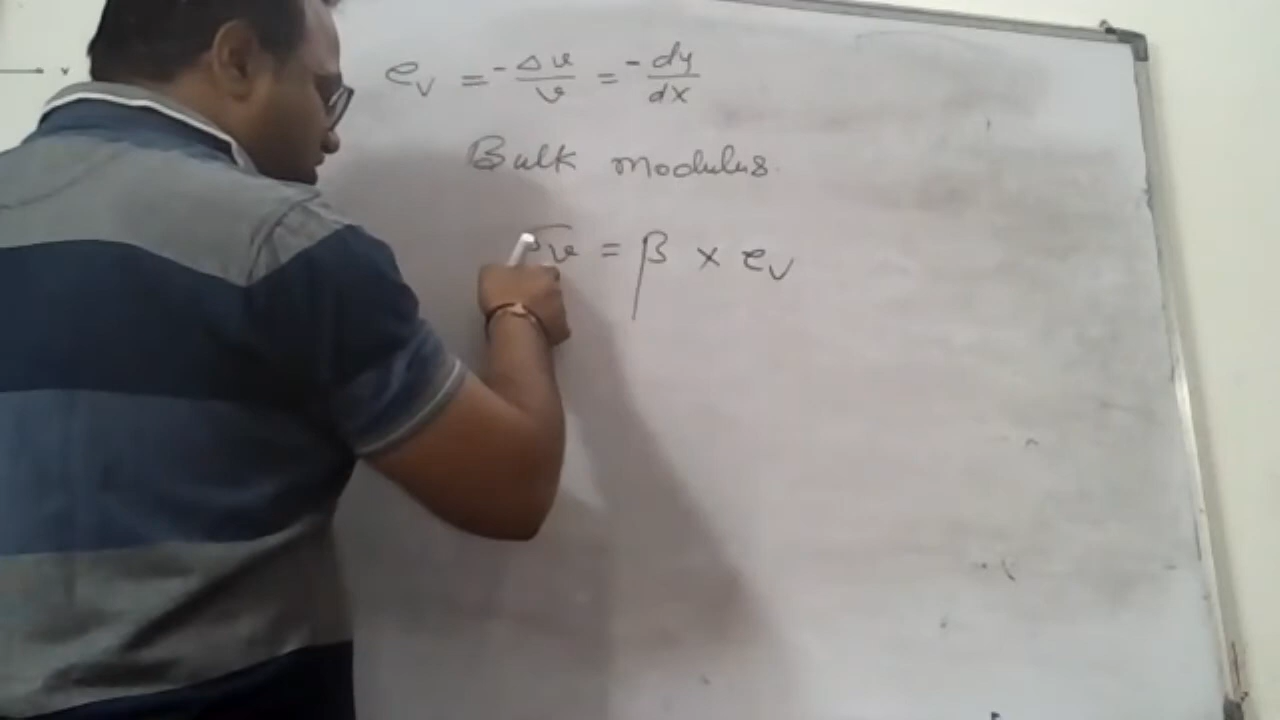 e_v = -Δv/v = -dy/dx
Bulk modulus.
σ_v = β × e_v
v